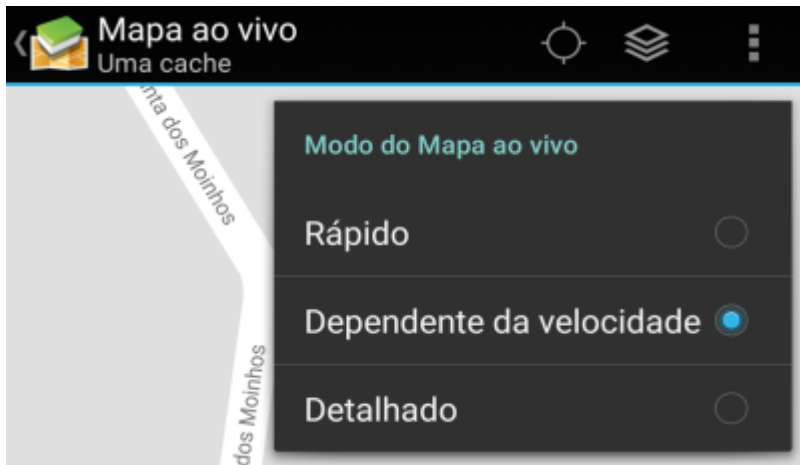 Mapa ao vivo
Uma cache
nta dos Moinhos
Modo do Mapa ao vivo
Rápido
Dependente da velocidade
Detalhado
dos Moinhos